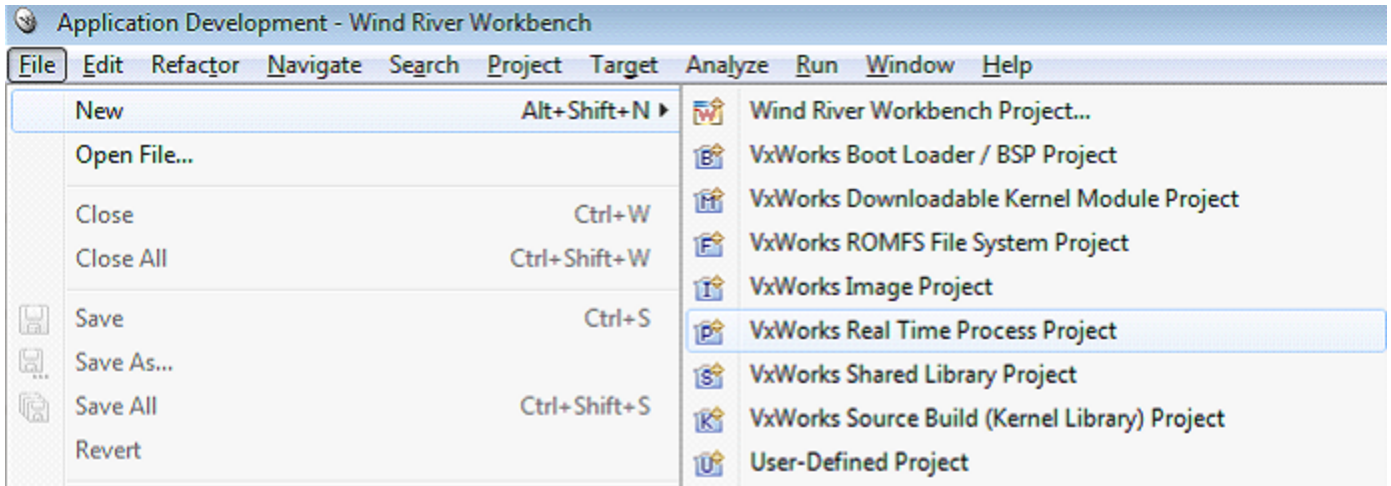 Application Development - Wind River Workbench
File Edit Refactor Navigate Search Project Target Analyze Run Window Help
New Alt+Shift+N
Open File...
Close Ctrl+W
Close All Ctrl+Shift+W
Save Ctrl+S
Save As...
Save All Ctrl+Shift+S
Revert
Wind River Workbench Project...
VxWorks Boot Loader / BSP Project
VxWorks Downloadable Kernel Module Project
VxWorks ROMFS File System Project
VxWorks Image Project
VxWorks Real Time Process Project
VxWorks Shared Library Project
VxWorks Source Build (Kernel Library) Project
User-Defined Project